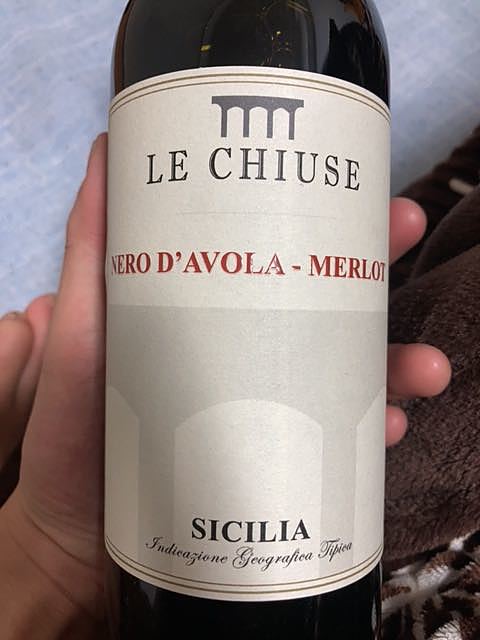 LE CHIUSE
NERO D'AVOLA - MERLOT
SICILIA
Indicazione Geografica Tipica